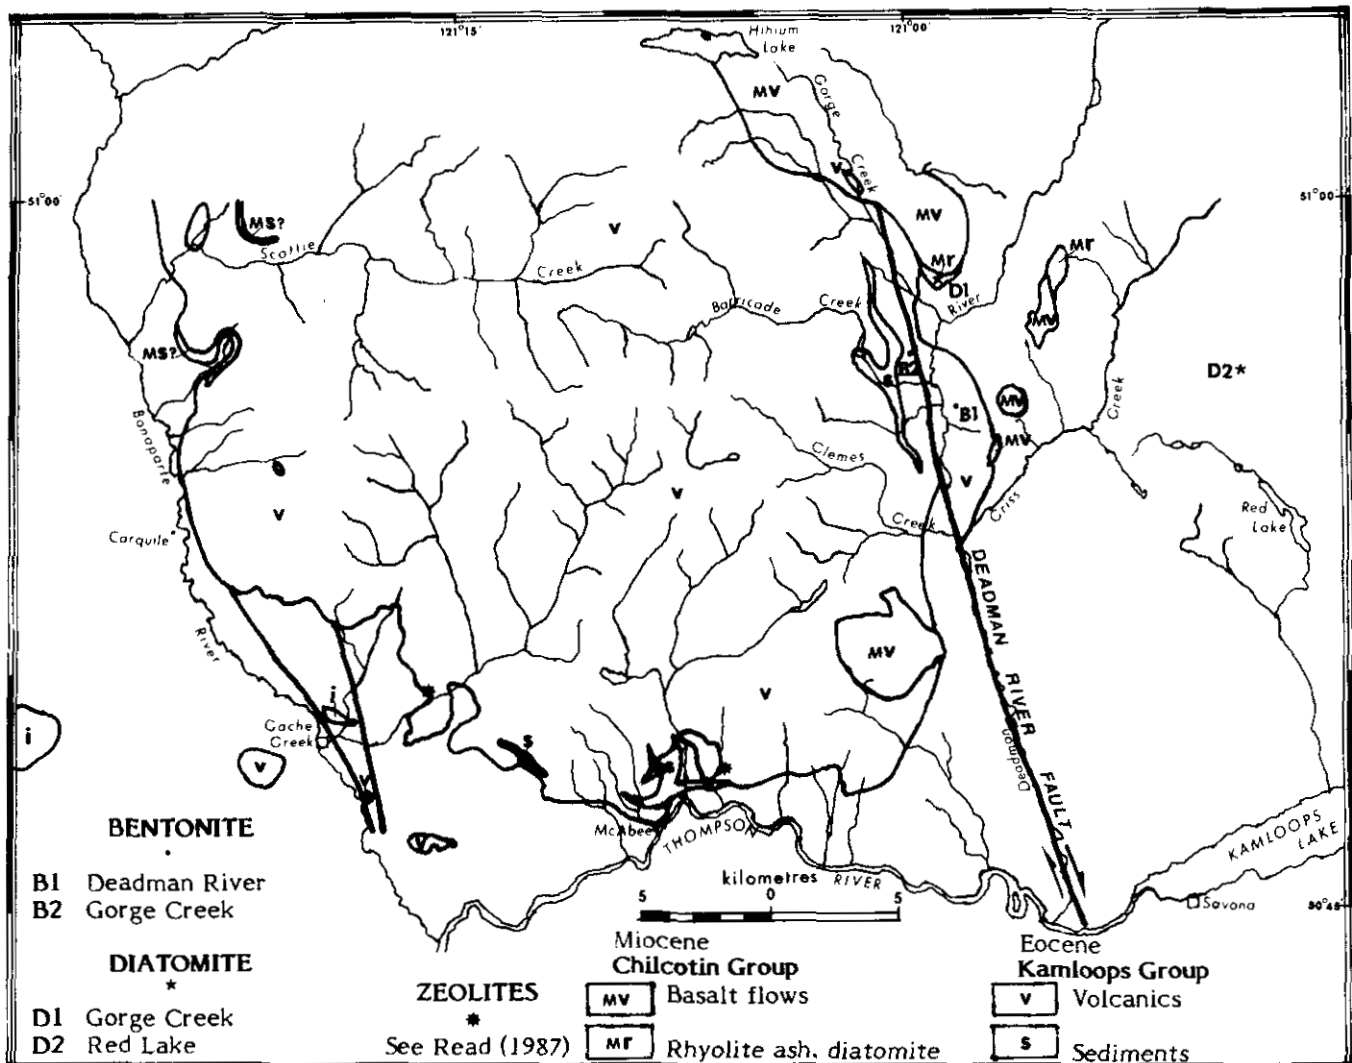 121°15'
121°00'
Hihium
Lake
MV
Gorge
Creek
V
51°00'
51°00'
MS?
Scottie
Creek
V
MV
Mr
D1
River
Mr
MV
Barricade
Creek
MS?
B2
S
D2*
B1
MV
MV
Creek
Bonaparte
Clemes
Creek
V
Criss
V
V
Red
Lake
Carquile
River
DEADMAN RIVER FAULT
Deadman
MV
V
i
i
Cache
Creek
V
V
S
S
*
*
V
McAbee
THOMPSON
RIVER
KAMLOOPS
LAKE
Savona
50°45'
kilometres
5 0 5
BENTONITE
.
B1 Deadman River
B2 Gorge Creek
DIATOMITE
*
D1 Gorge Creek
D2 Red Lake
ZEOLITES
*
See Read (1987)
Miocene
Chilcotin Group
MV Basalt flows
Mr Rhyolite ash, diatomite
Eocene
Kamloops Group
V Volcanics
S Sediments